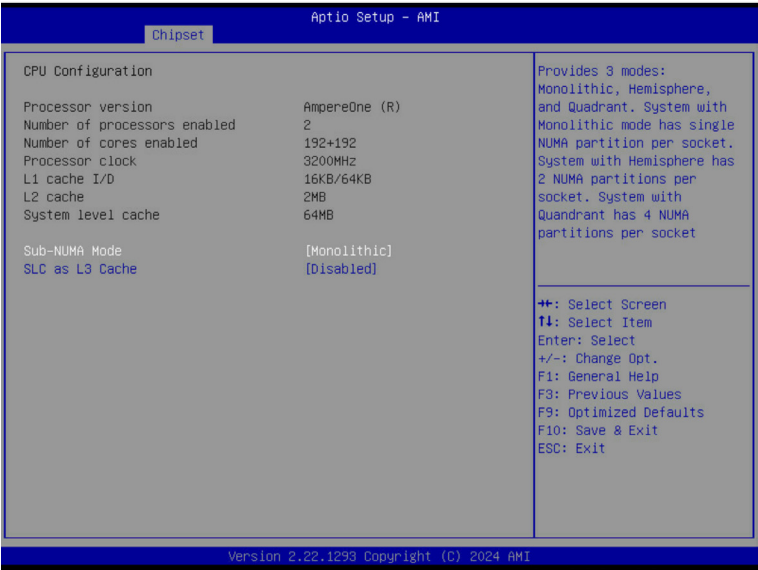 Aptio Setup - AMI
Chipset
CPU Configuration
Processor version AmpereOne (R)
Number of processors enabled 2
Number of cores enabled 192+192
Processor clock 3200MHz
L1 cache I/D 16KB/64KB
L2 cache 2MB
System level cache 64MB
Sub-NUMA Mode [Monolithic]
SLC as L3 Cache [Disabled]
Provides 3 modes:
Monolithic, Hemisphere,
and Quadrant. System with
Monolithic mode has single
NUMA partition per socket.
System with Hemisphere has
2 NUMA partitions per
socket. System with
Quandrant has 4 NUMA
partitions per socket
→←: Select Screen
↑↓: Select Item
Enter: Select
+/-: Change Opt.
F1: General Help
F3: Previous Values
F9: Optimized Defaults
F10: Save & Exit
ESC: Exit
Version 2.22.1293 Copyright (C) 2024 AMI